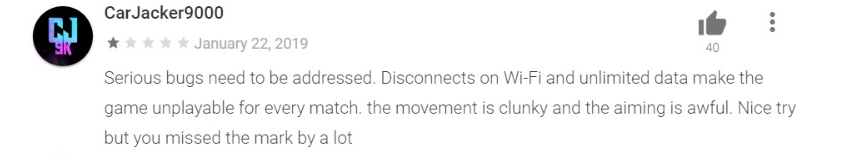 CarJacker9000
January 22, 2019
40
CJ
9K
Serious bugs need to be addressed. Disconnects on Wi-Fi and unlimited data make the
game unplayable for every match. the movement is clunky and the aiming is awful. Nice try
but you missed the mark by a lot